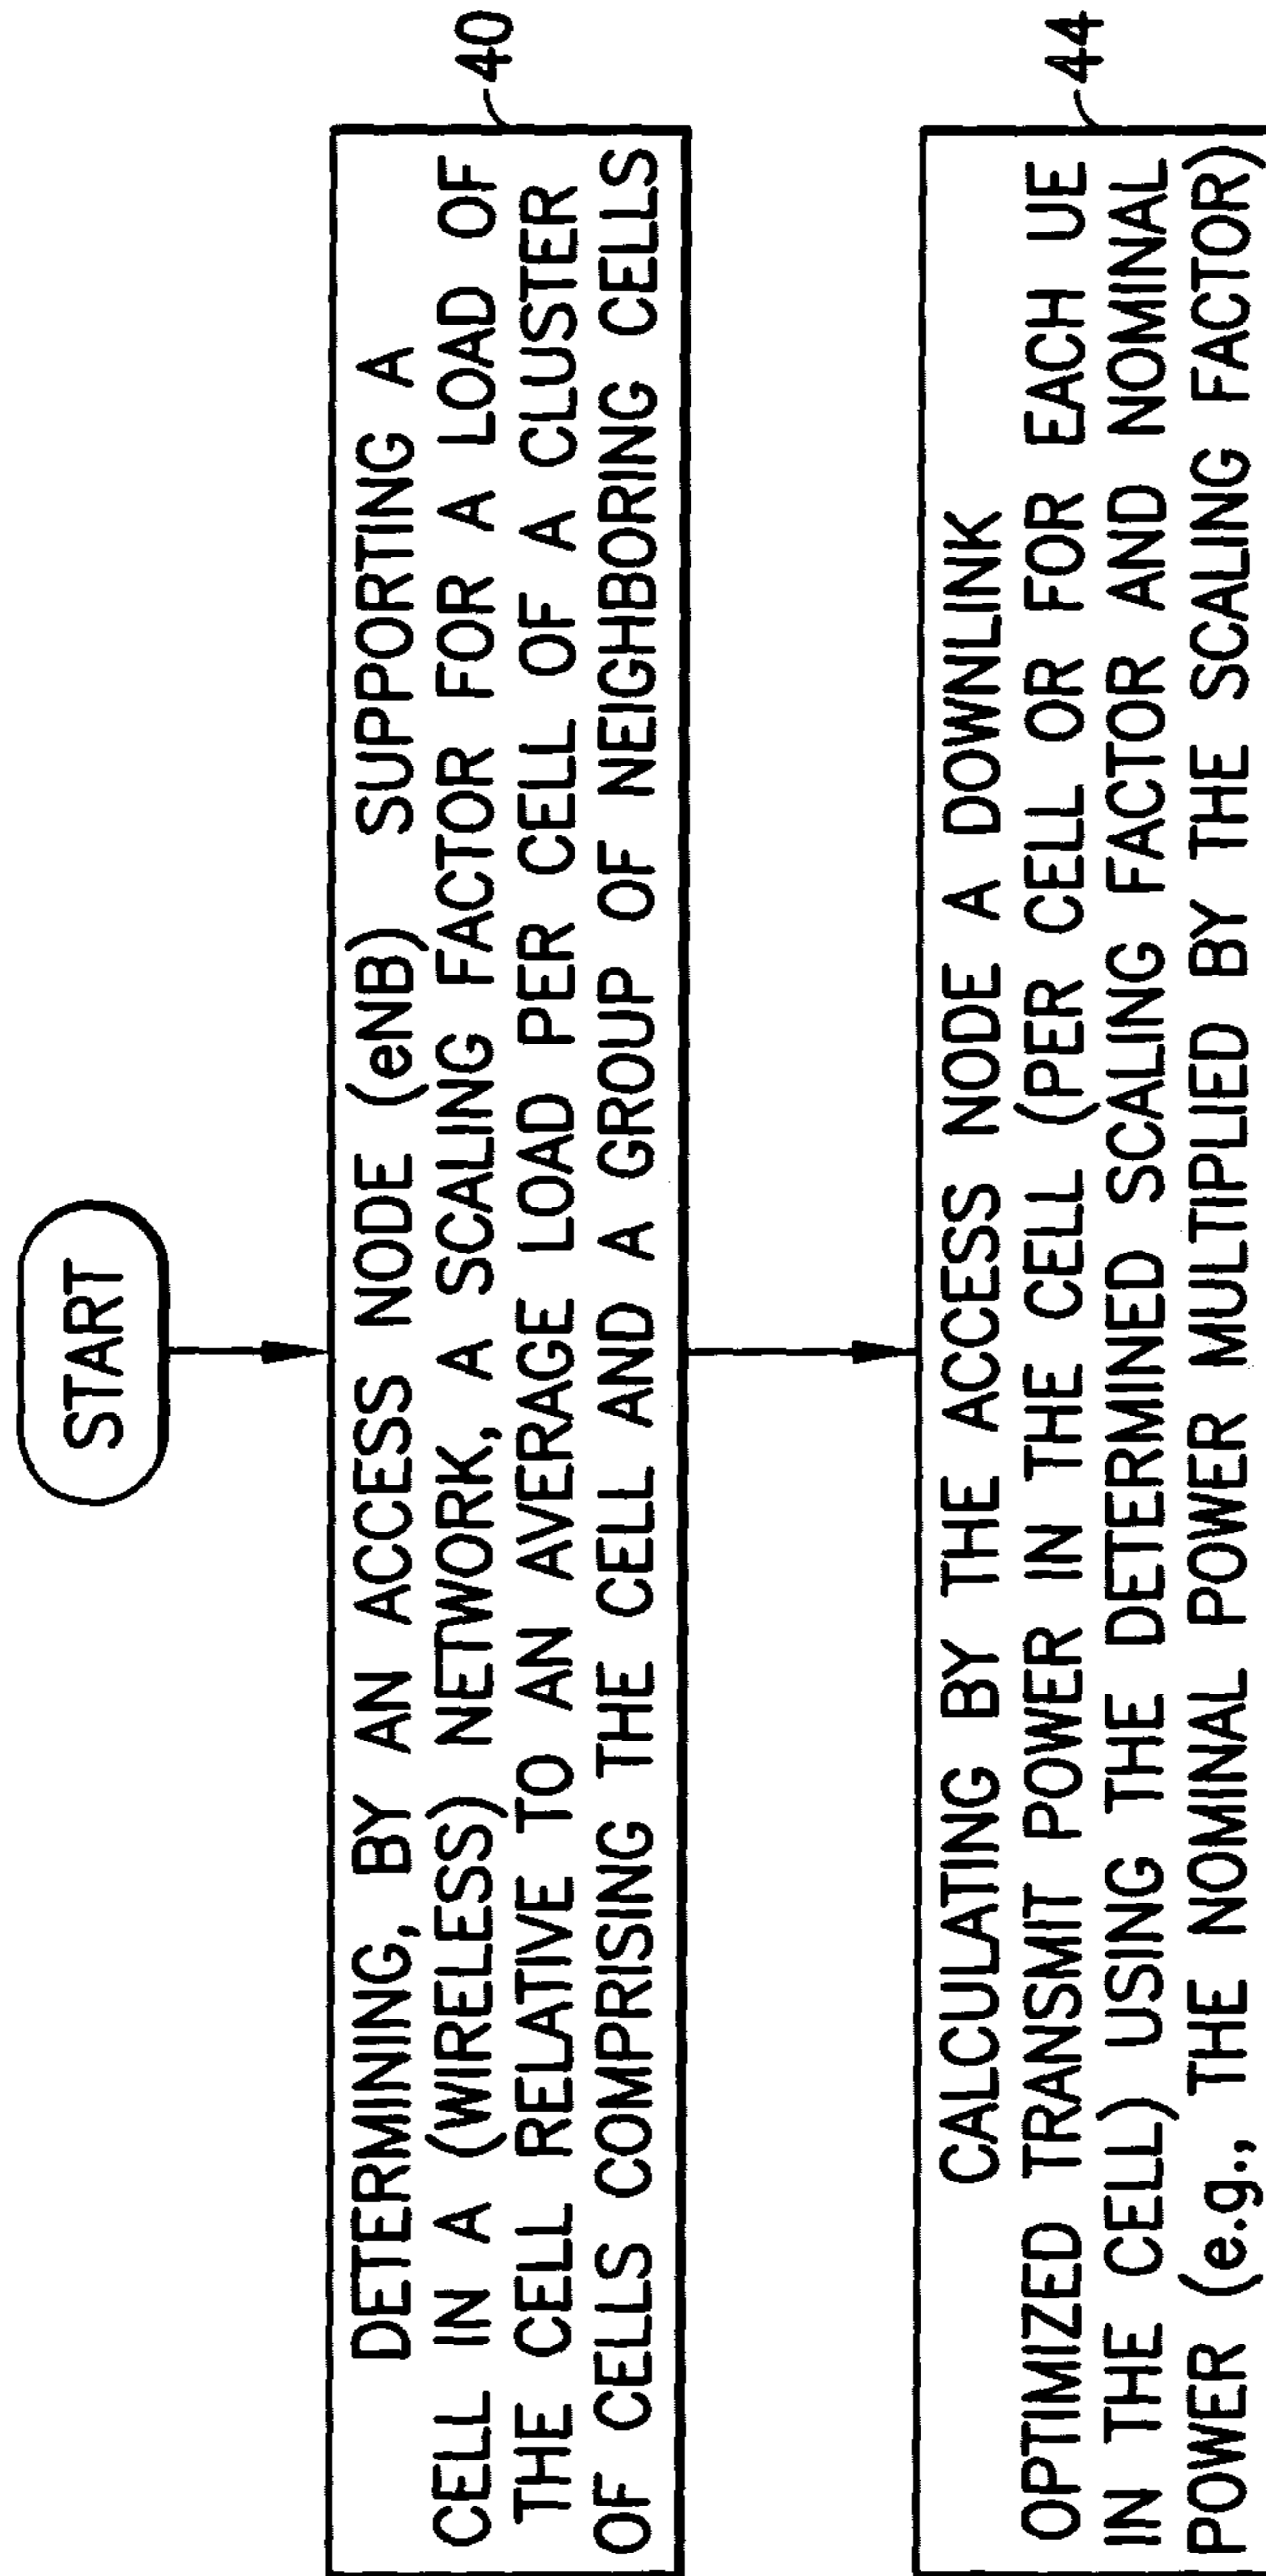 START
DETERMINING, BY AN ACCESS NODE (eNB) SUPPORTING A
CELL IN A (WIRELESS) NETWORK, A SCALING FACTOR FOR A LOAD OF
THE CELL RELATIVE TO AN AVERAGE LOAD PER CELL OF A CLUSTER
OF CELLS COMPRISING THE CELL AND A GROUP OF NEIGHBORING CELLS
40
CALCULATING BY THE ACCESS NODE A DOWNLINK
OPTIMIZED TRANSMIT POWER IN THE CELL (PER CELL OR FOR EACH UE
IN THE CELL) USING THE DETERMINED SCALING FACTOR AND NOMINAL
POWER (e.g., THE NOMINAL POWER MULTIPLIED BY THE SCALING FACTOR)
44